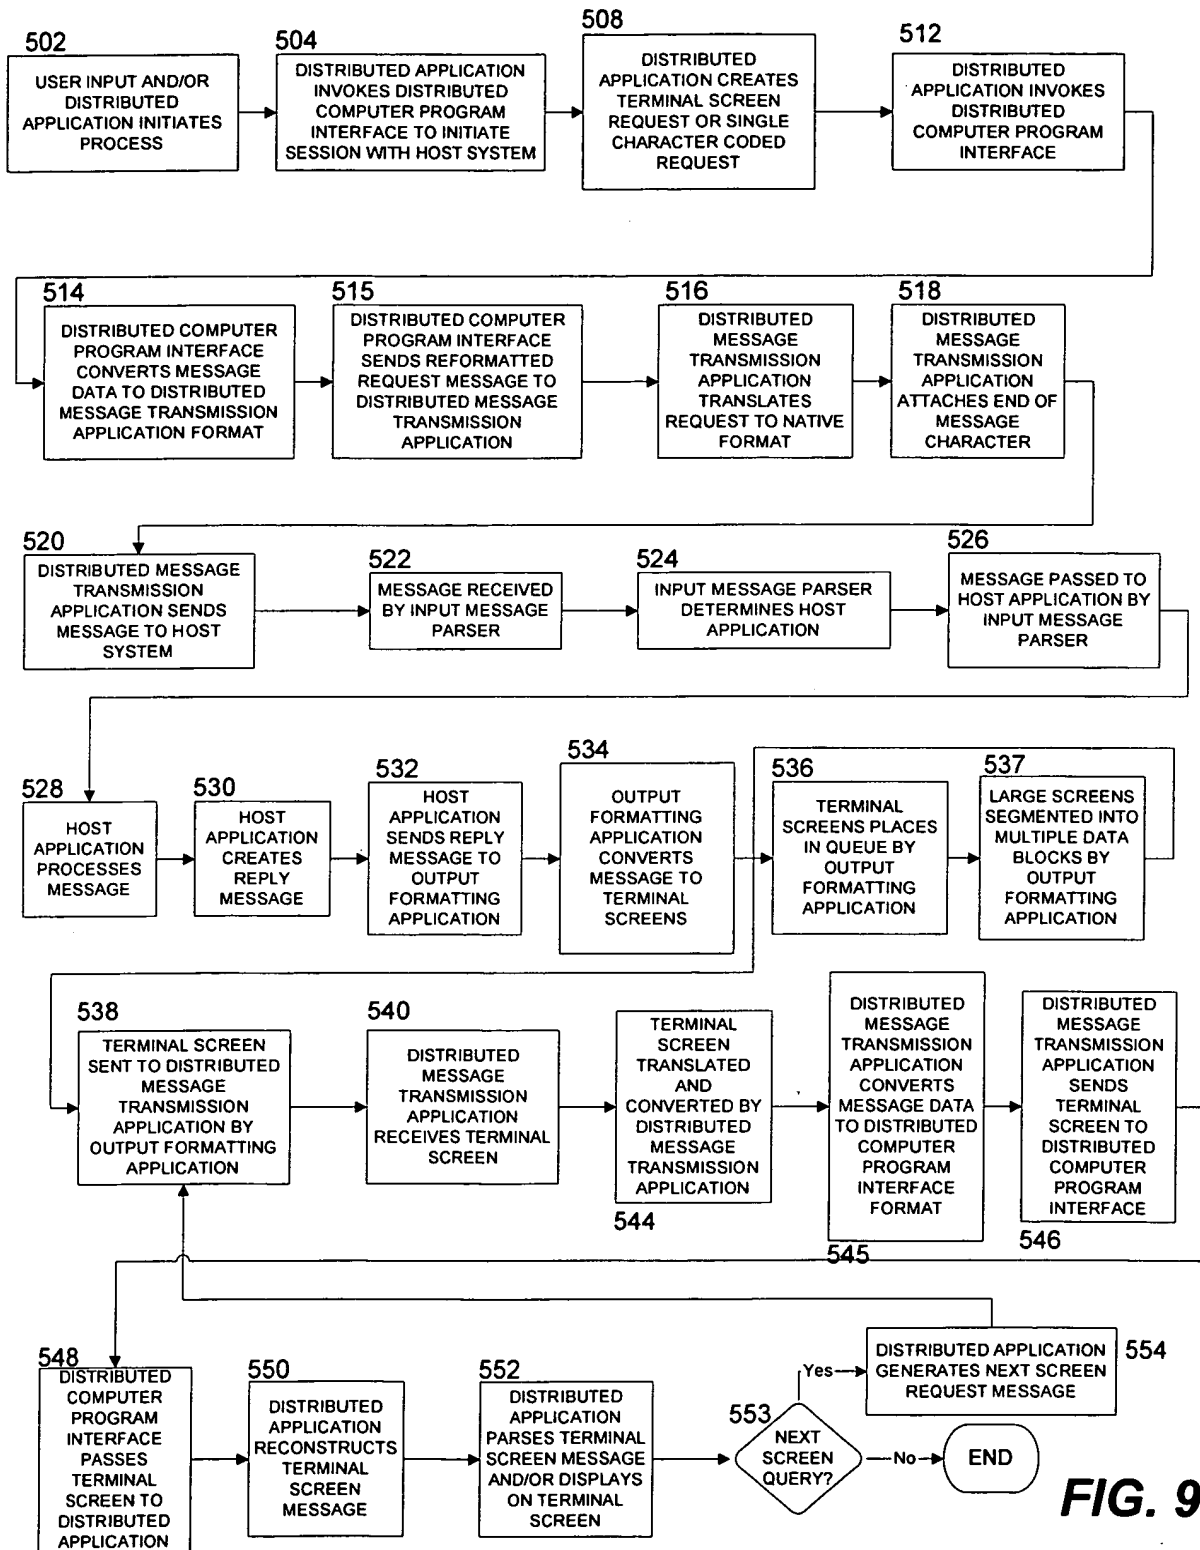 502
USER INPUT AND/OR
DISTRIBUTED
APPLICATION INITIATES
PROCESS
504
DISTRIBUTED APPLICATION
INVOKES DISTRIBUTED
COMPUTER PROGRAM
INTERFACE TO INITIATE
SESSION WITH HOST SYSTEM
508
DISTRIBUTED
APPLICATION CREATES
TERMINAL SCREEN
REQUEST OR SINGLE
CHARACTER CODED
REQUEST
512
DISTRIBUTED
APPLICATION INVOKES
DISTRIBUTED
COMPUTER PROGRAM
INTERFACE
514
DISTRIBUTED COMPUTER
PROGRAM INTERFACE
CONVERTS MESSAGE
DATA TO DISTRIBUTED
MESSAGE TRANSMISSION
APPLICATION FORMAT
515
DISTRIBUTED COMPUTER
PROGRAM INTERFACE
SENDS REFORMATTED
REQUEST MESSAGE TO
DISTRIBUTED MESSAGE
TRANSMISSION
APPLICATION
516
DISTRIBUTED
MESSAGE
TRANSMISSION
APPLICATION
TRANSLATES
REQUEST TO NATIVE
FORMAT
518
DISTRIBUTED
MESSAGE
TRANSMISSION
APPLICATION
ATTACHES END OF
MESSAGE
CHARACTER
520
DISTRIBUTED MESSAGE
TRANSMISSION
APPLICATION SENDS
MESSAGE TO HOST
SYSTEM
522
MESSAGE RECEIVED
BY INPUT MESSAGE
PARSER
524
INPUT MESSAGE PARSER
DETERMINES HOST
APPLICATION
526
MESSAGE PASSED TO
HOST APPLICATION BY
INPUT MESSAGE
PARSER
528
HOST
APPLICATION
PROCESSES
MESSAGE
530
HOST
APPLICATION
CREATES
REPLY
MESSAGE
532
HOST
APPLICATION
SENDS REPLY
MESSAGE TO
OUTPUT
FORMATTING
APPLICATION
534
OUTPUT
FORMATTING
APPLICATION
CONVERTS
MESSAGE TO
TERMINAL
SCREENS
536
TERMINAL
SCREENS PLACES
IN QUEUE BY
OUTPUT
FORMATTING
APPLICATION
537
LARGE SCREENS
SEGMENTED INTO
MULTIPLE DATA
BLOCKS BY
OUTPUT
FORMATTING
APPLICATION
538
TERMINAL SCREEN
SENT TO DISTRIBUTED
MESSAGE
TRANSMISSION
APPLICATION BY
OUTPUT FORMATTING
APPLICATION
540
DISTRIBUTED
MESSAGE
TRANSMISSION
APPLICATION
RECEIVES TERMINAL
SCREEN
TERMINAL
SCREEN
TRANSLATED
AND
CONVERTED BY
DISTRIBUTED
MESSAGE
TRANSMISSION
APPLICATION
544
DISTRIBUTED
MESSAGE
TRANSMISSION
APPLICATION
CONVERTS
MESSAGE DATA
TO DISTRIBUTED
COMPUTER
PROGRAM
INTERFACE
FORMAT
545
DISTRIBUTED
MESSAGE
TRANSMISSION
APPLICATION
SENDS
TERMINAL
SCREEN TO
DISTRIBUTED
COMPUTER
PROGRAM
INTERFACE
546
548
DISTRIBUTED
COMPUTER
PROGRAM
INTERFACE
PASSES
TERMINAL
SCREEN TO
DISTRIBUTED
APPLICATION
550
DISTRIBUTED
APPLICATION
RECONSTRUCTS
TERMINAL
SCREEN
MESSAGE
552
DISTRIBUTED
APPLICATION
PARSES TERMINAL
SCREEN MESSAGE
AND/OR DISPLAYS
ON TERMINAL
SCREEN
553
NEXT
SCREEN
QUERY?
Yes
DISTRIBUTED APPLICATION
GENERATES NEXT SCREEN
REQUEST MESSAGE
554
No
END
FIG. 9